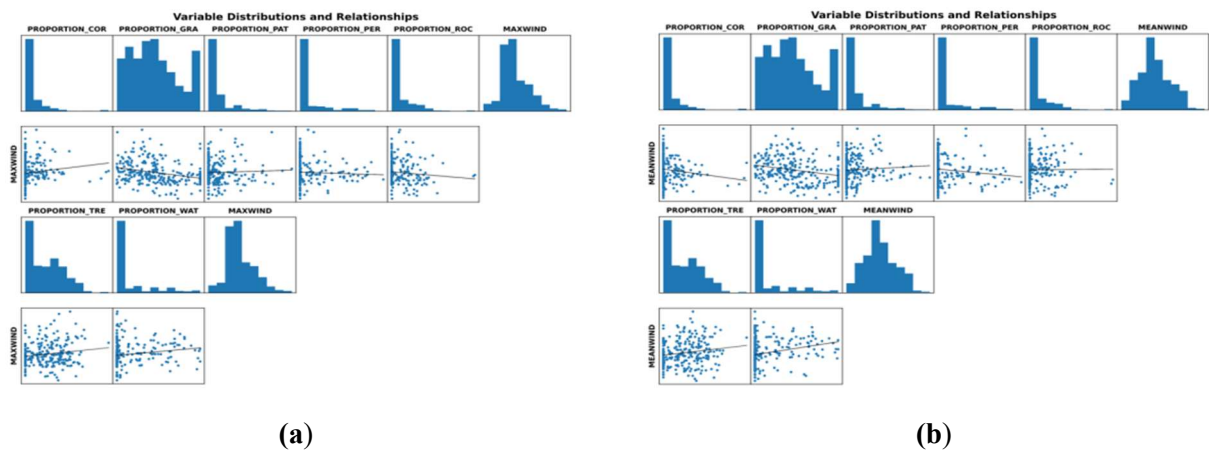 Variable Distributions and Relationships
PROPORTION_COR PROPORTION_GRA PROPORTION_PAT PROPORTION_PER PROPORTION_ROC MAXWIND
MAXWIND
PROPORTION_TRE PROPORTION_WAT MAXWIND
MAXWIND
(a)
Variable Distributions and Relationships
PROPORTION_COR PROPORTION_GRA PROPORTION_PAT PROPORTION_PER PROPORTION_ROC MEANWIND
MEANWIND
PROPORTION_TRE PROPORTION_WAT MEANWIND
MEANWIND
(b)